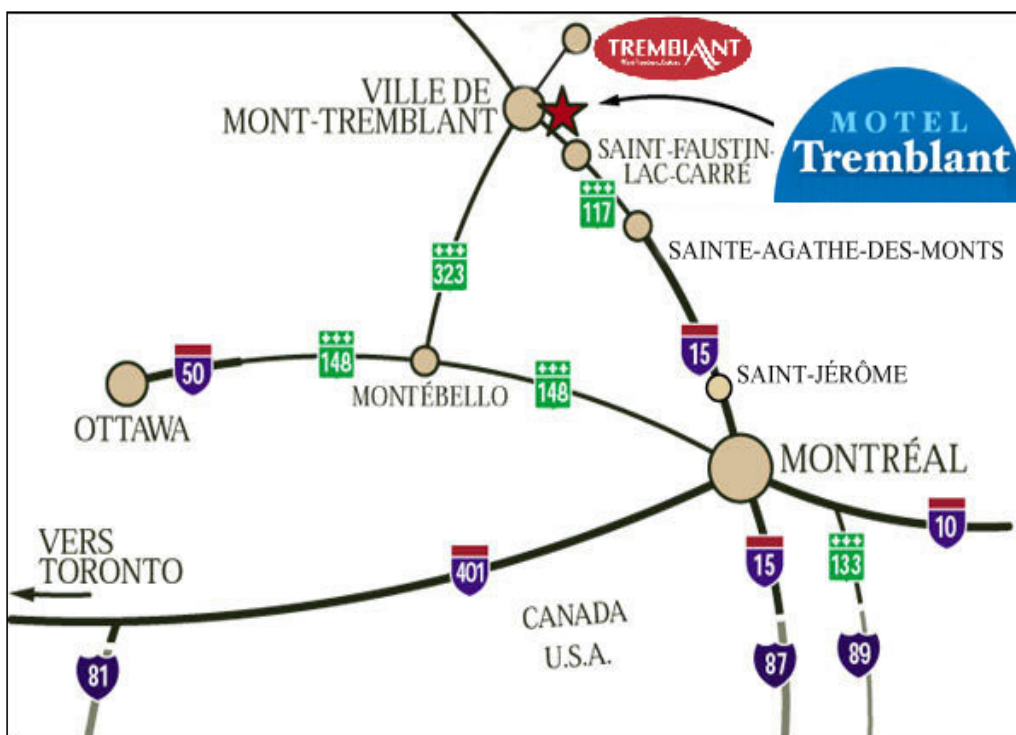 TREMBLANT
VILLE DE
MONT-TREMBLANT
MOTEL
Tremblant
SAINT-FAUSTIN-
LAC-CARRÉ
117
SAINTE-AGATHE-DES-MONTS
323
15
50
148
148
SAINT-JÉRÔME
MONTÉBELLO
OTTAWA
MONTRÉAL
10
VERS
TORONTO
401
15
133
CANADA
U.S.A.
81
87
89